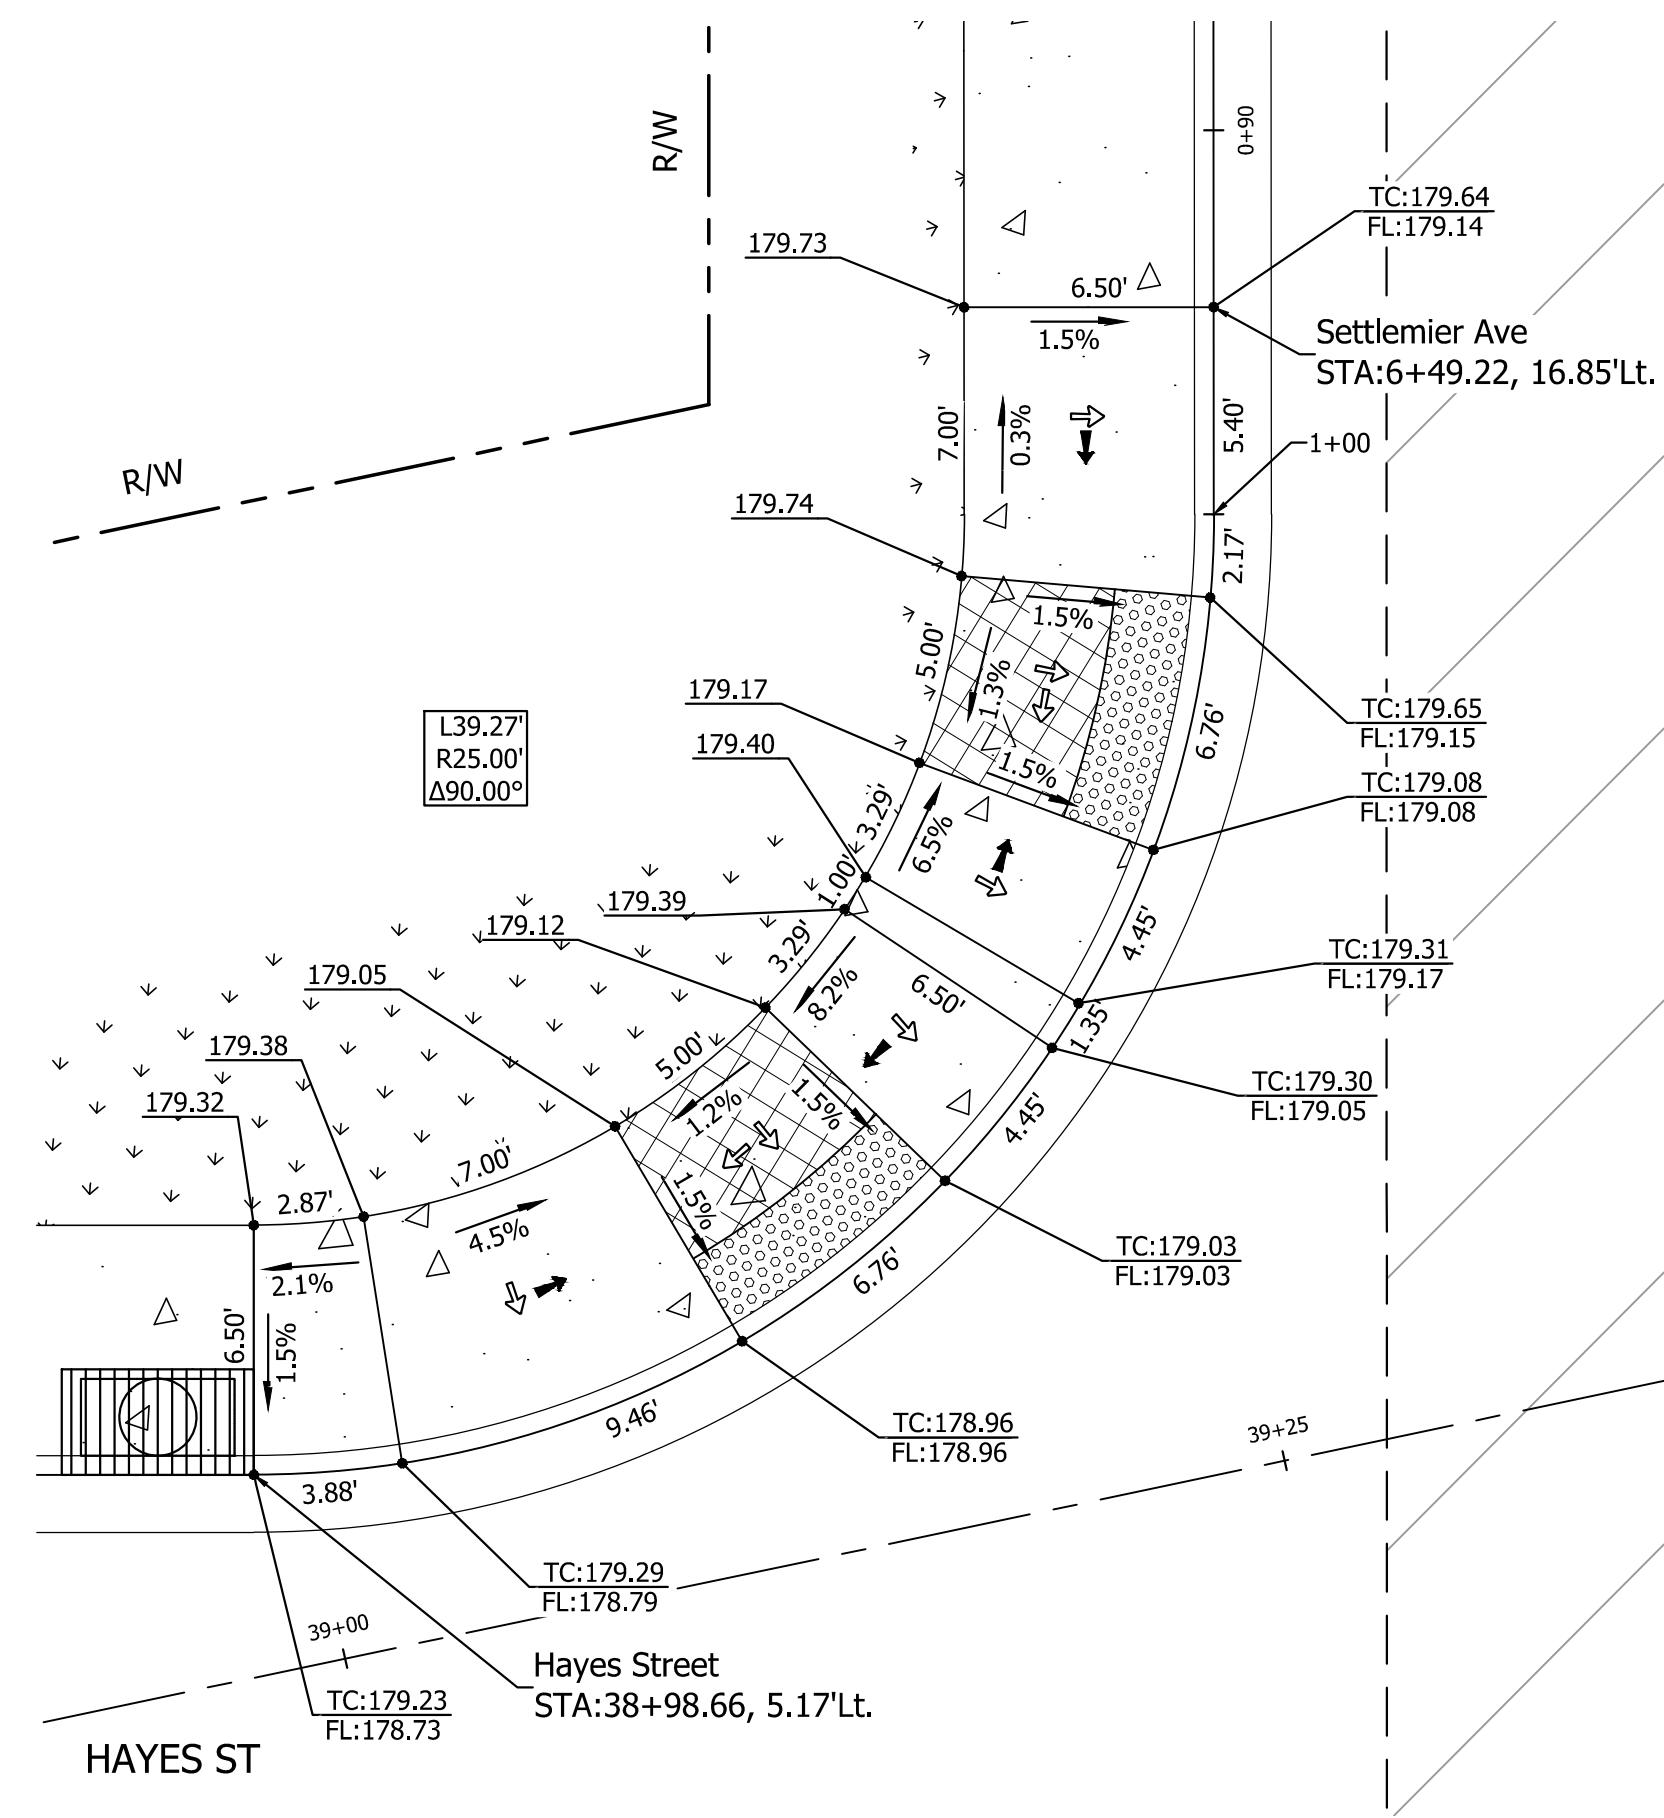 R/W
0+90
TC:179.64
FL:179.14
179.73
6.50'
1.5%
Settlemier Ave
STA:6+49.22, 16.85'Lt.
7.00'
0.3%
5.40'
1+00
R/W
179.74
2.17'
1.5%
5.00'
1.3%
179.17
TC:179.65
FL:179.15
6.76'
L39.27'
R25.00'
Δ90.00°
179.40
1.5%
TC:179.08
FL:179.08
3.29'
6.5%
1.00'
179.39
179.12
3.29'
4.45'
TC:179.31
FL:179.17
179.05
8.2%
6.50'
1.35'
179.38
5.00'
TC:179.30
FL:179.05
179.32
1.2%
1.5%
4.45'
7.00'
2.87'
1.5%
4.5%
TC:179.03
FL:179.03
2.1%
6.76'
6.50'
1.5%
9.46'
TC:178.96
FL:178.96
39+25
3.88'
TC:179.29
FL:178.79
39+00
Hayes Street
STA:38+98.66, 5.17'Lt.
TC:179.23
FL:178.73
HAYES ST